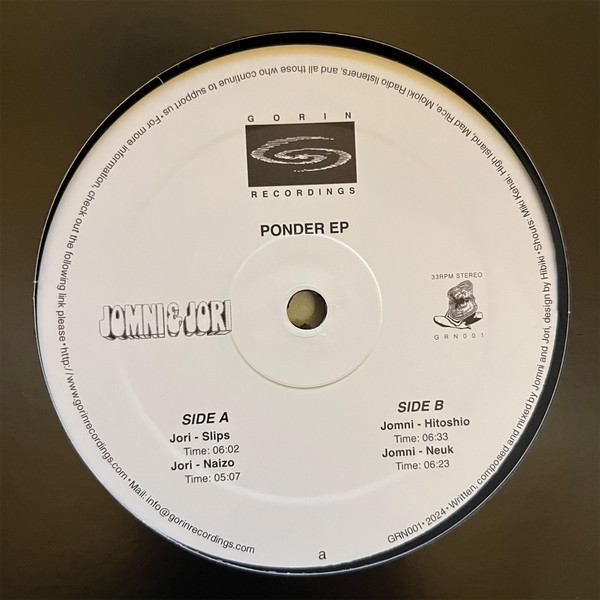 GORIN
RECORDINGS
PONDER EP
JOMNI & JORI
33RPM STEREO
GRN001
SIDE A
Jori - Slips
Time: 06:02
Jori - Naizo
Time: 05:07
SIDE B
Jomni - Hitoshio
Time: 06:33
Jomni - Neuk
Time: 06:23
a
GRN001 • 2024 • Written, composed and mixed by Jomni and Jori, design by Hibiki • Shouts: Miki Kehai, High Island, Mad Rice, Mojoki Radio listeners, and all those who continue to support us • For more information, check out the following link please • http://www.gorinrecordings.com • Mail: info@gorinrecordings.com